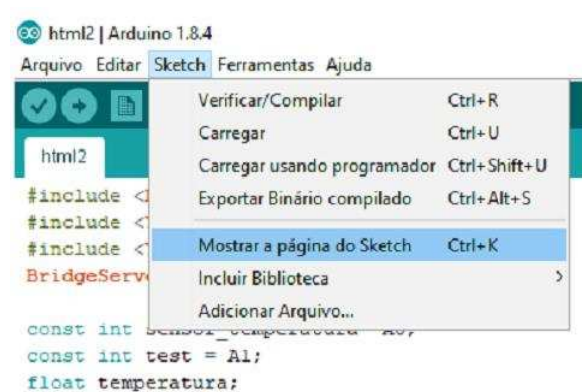 html2 | Arduino 1.8.4
Arquivo Editar Sketch Ferramentas Ajuda
Verificar/Compilar Ctrl+R
Carregar Ctrl+U
html2
Carregar usando programador Ctrl+Shift+U
#include <
Exportar Binário compilado Ctrl+Alt+S
#include <
#include <
Mostrar a página do Sketch Ctrl+K
BridgeServ
Incluir Biblioteca >
Adicionar Arquivo...
const int sensor_temperatura A0;
const int test = A1;
float temperatura;